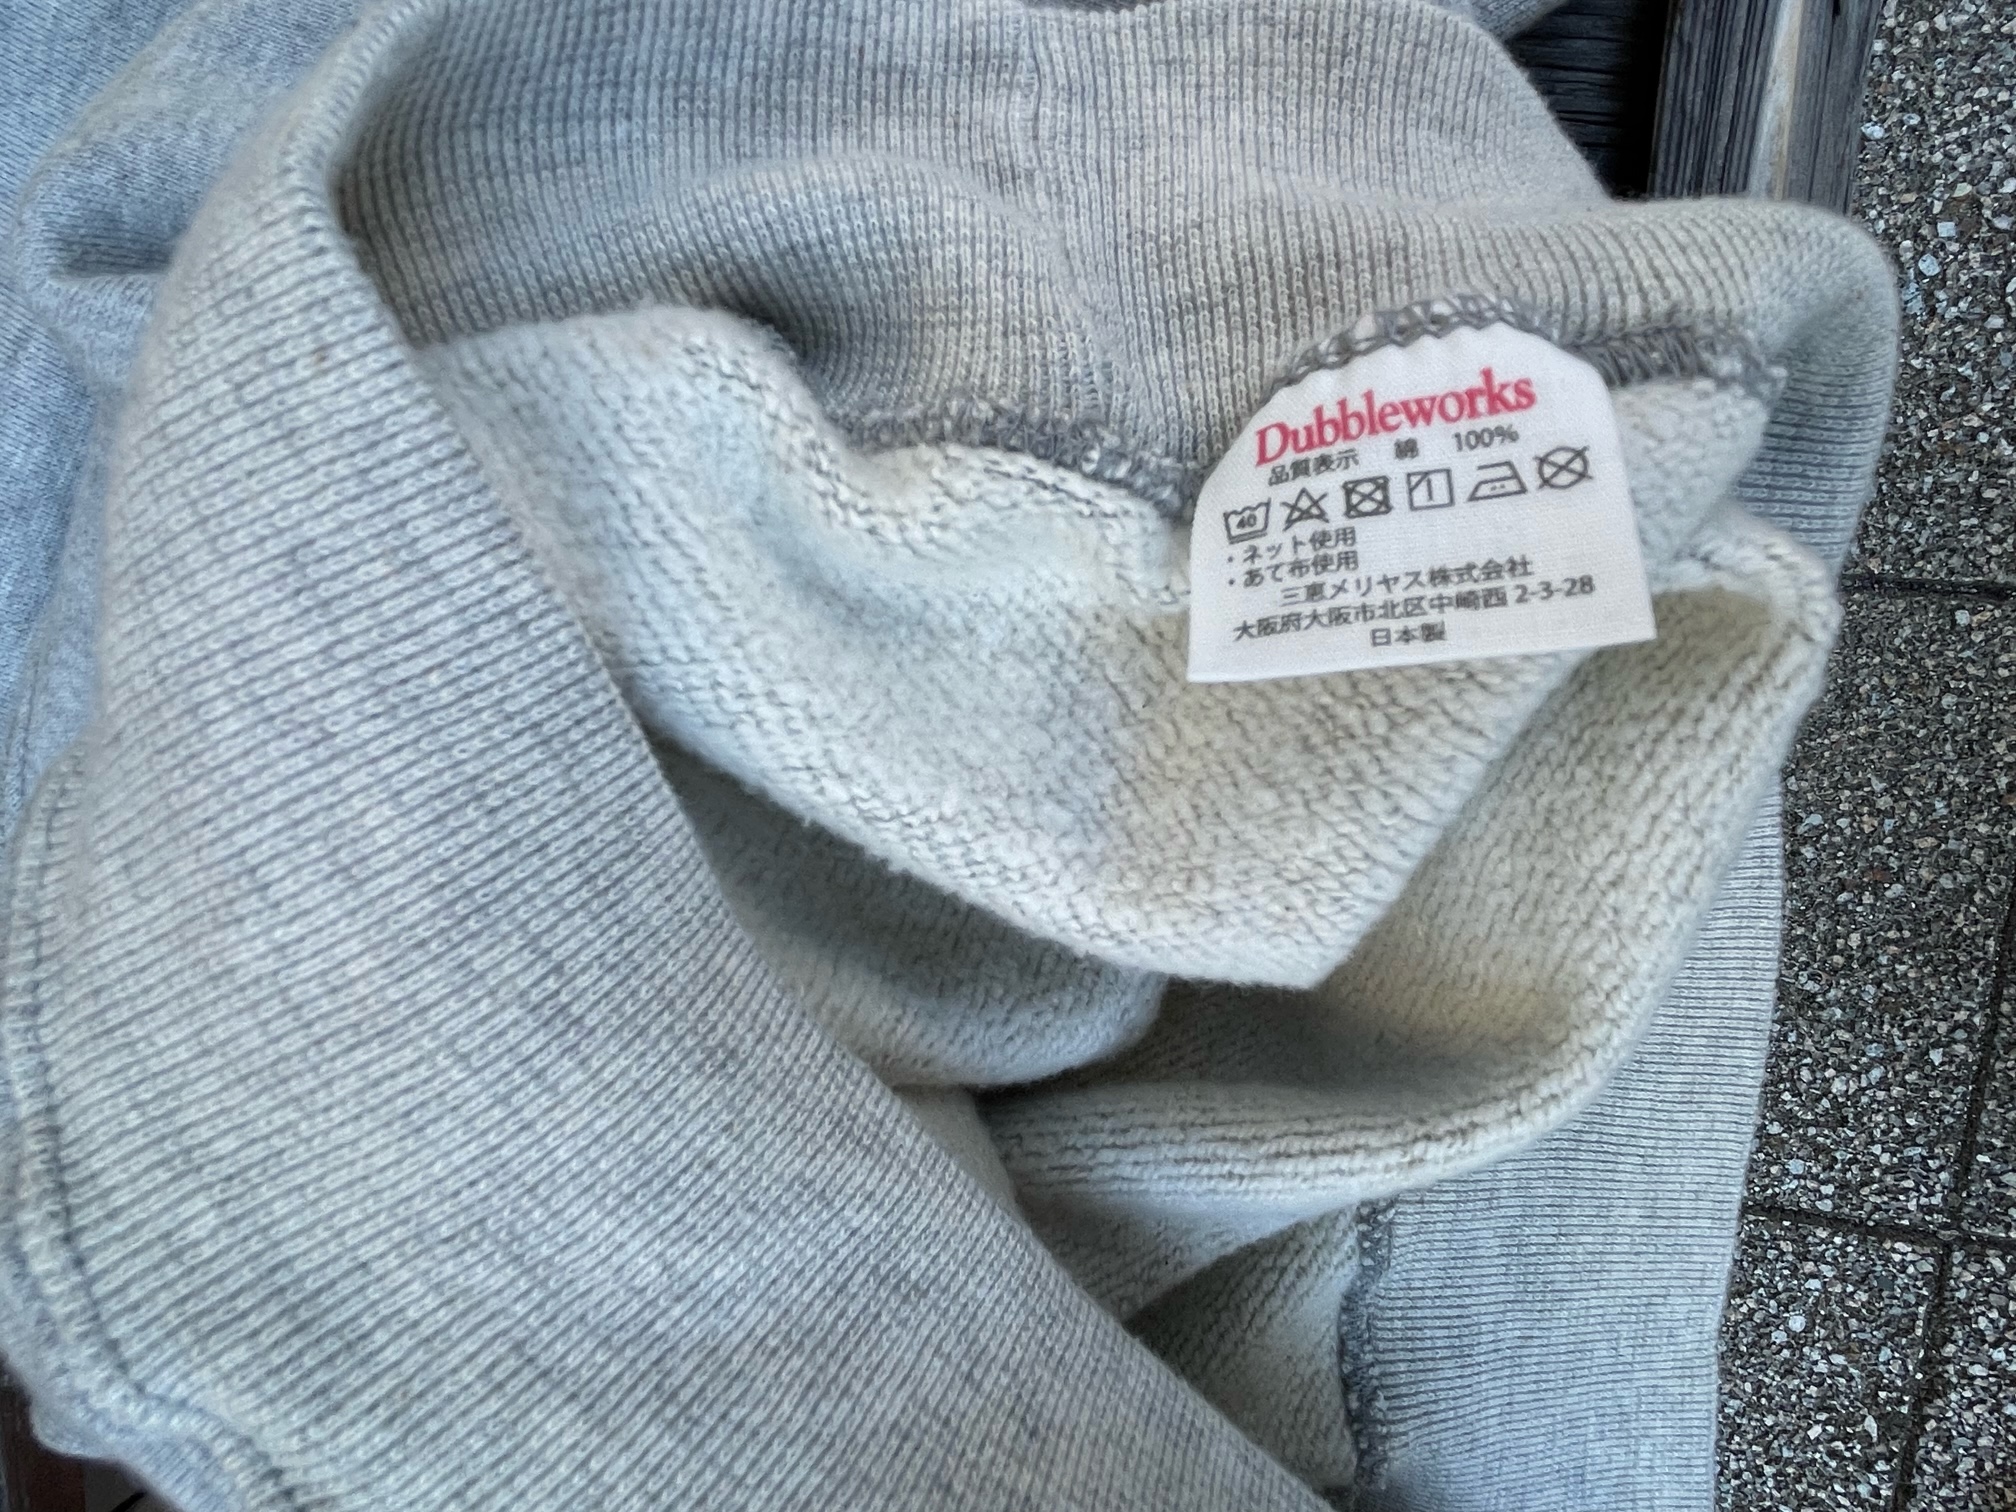 Dubbleworks
品質表示 綿 100%
40
・ネット使用
・あて布使用
三恵メリヤス株式会社
大阪府大阪市北区中崎西 2-3-28
日本製